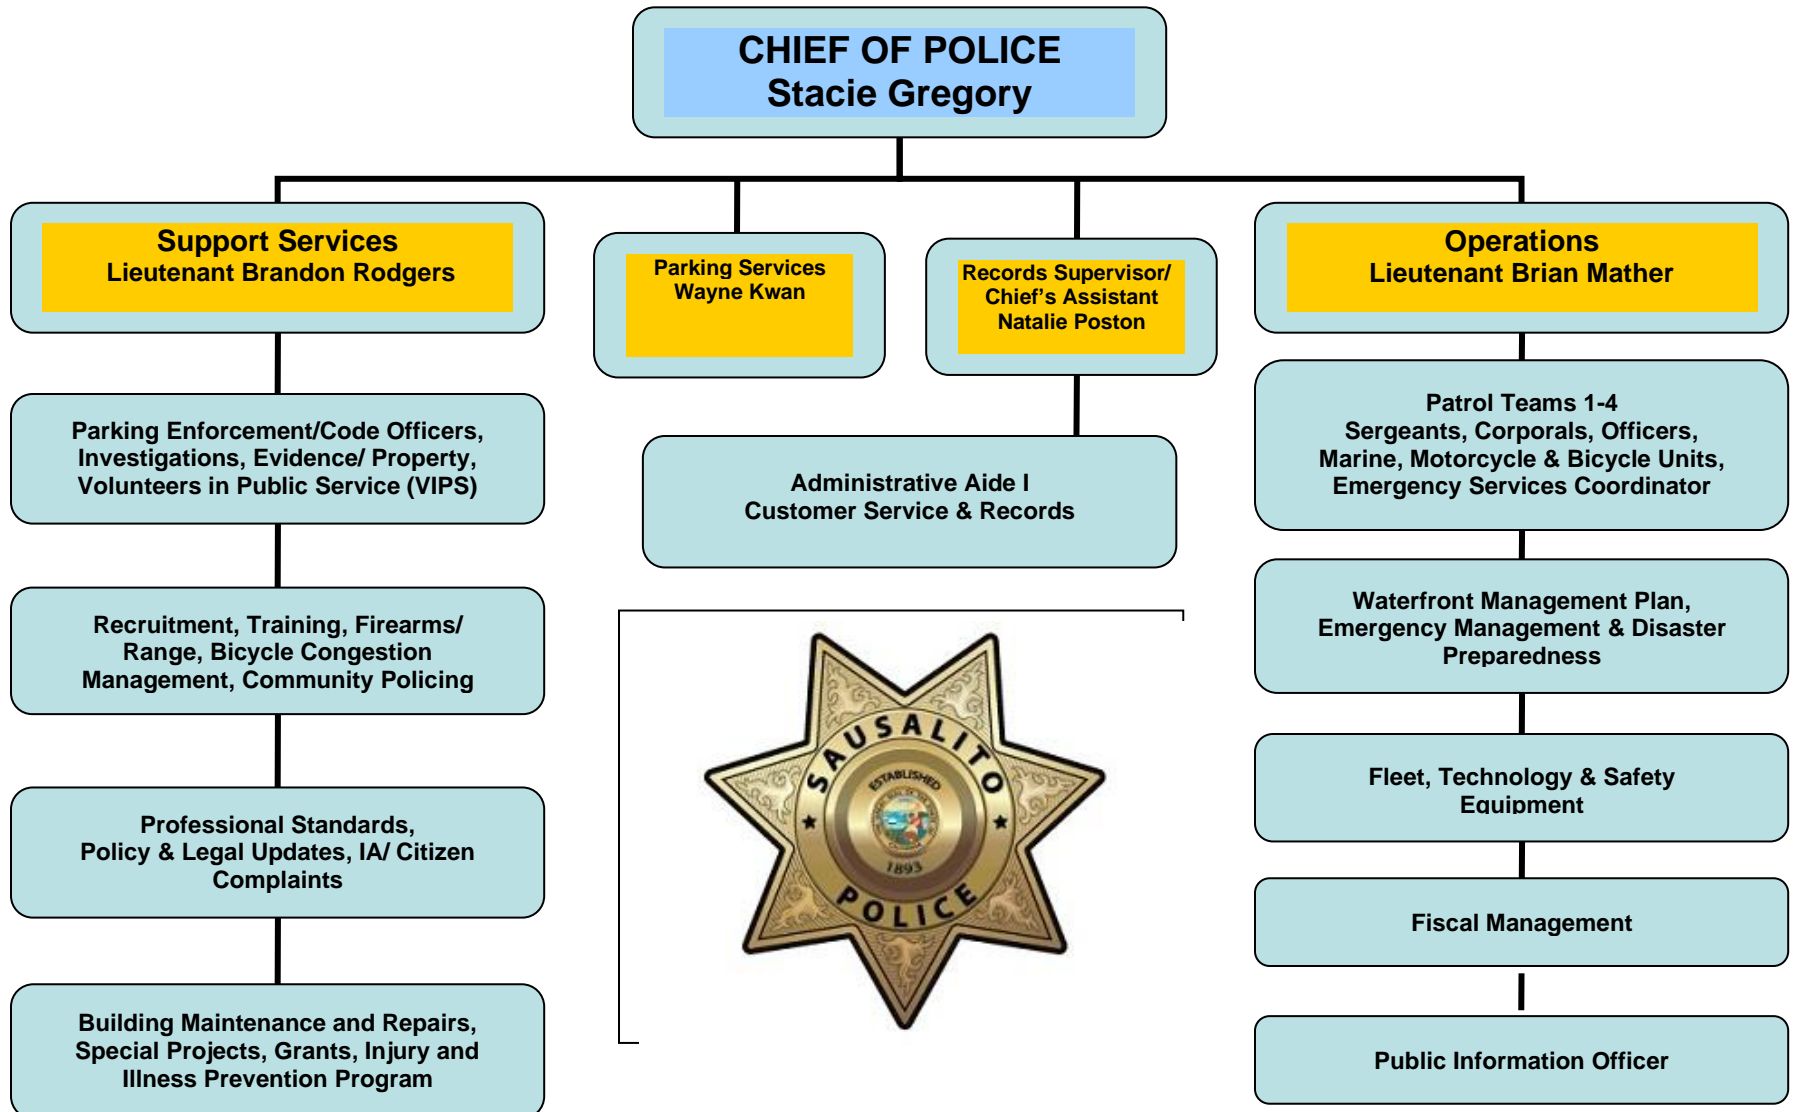 CHIEF OF POLICE
Stacie Gregory
Support Services
Lieutenant Brandon Rodgers
Parking Services
Wayne Kwan
Records Supervisor/
Chief’s Assistant
Natalie Poston
Operations
Lieutenant Brian Mather
Parking Enforcement/Code Officers,
Investigations, Evidence/ Property,
Volunteers in Public Service (VIPS)
Administrative Aide I
Customer Service & Records
Patrol Teams 1-4
Sergeants, Corporals, Officers,
Marine, Motorcycle & Bicycle Units,
Emergency Services Coordinator
Recruitment, Training, Firearms/
Range, Bicycle Congestion
Management, Community Policing
Waterfront Management Plan,
Emergency Management & Disaster
Preparedness
Professional Standards,
Policy & Legal Updates, IA/ Citizen
Complaints
Fleet, Technology & Safety
Equipment
Fiscal Management
Building Maintenance and Repairs,
Special Projects, Grants, Injury and
Illness Prevention Program
Public Information Officer
SAUSALITO
ESTABLISHED
1893
POLICE